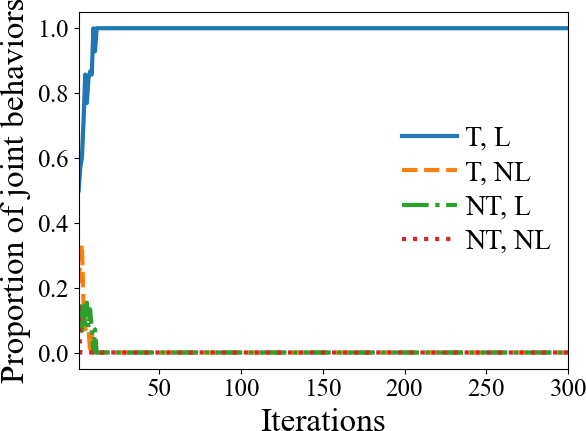 Proportion of joint behaviors
1.0
0.8
0.6
0.4
0.2
0.0
T, L
T, NL
NT, L
NT, NL
50 100 150 200 250 300
Iterations